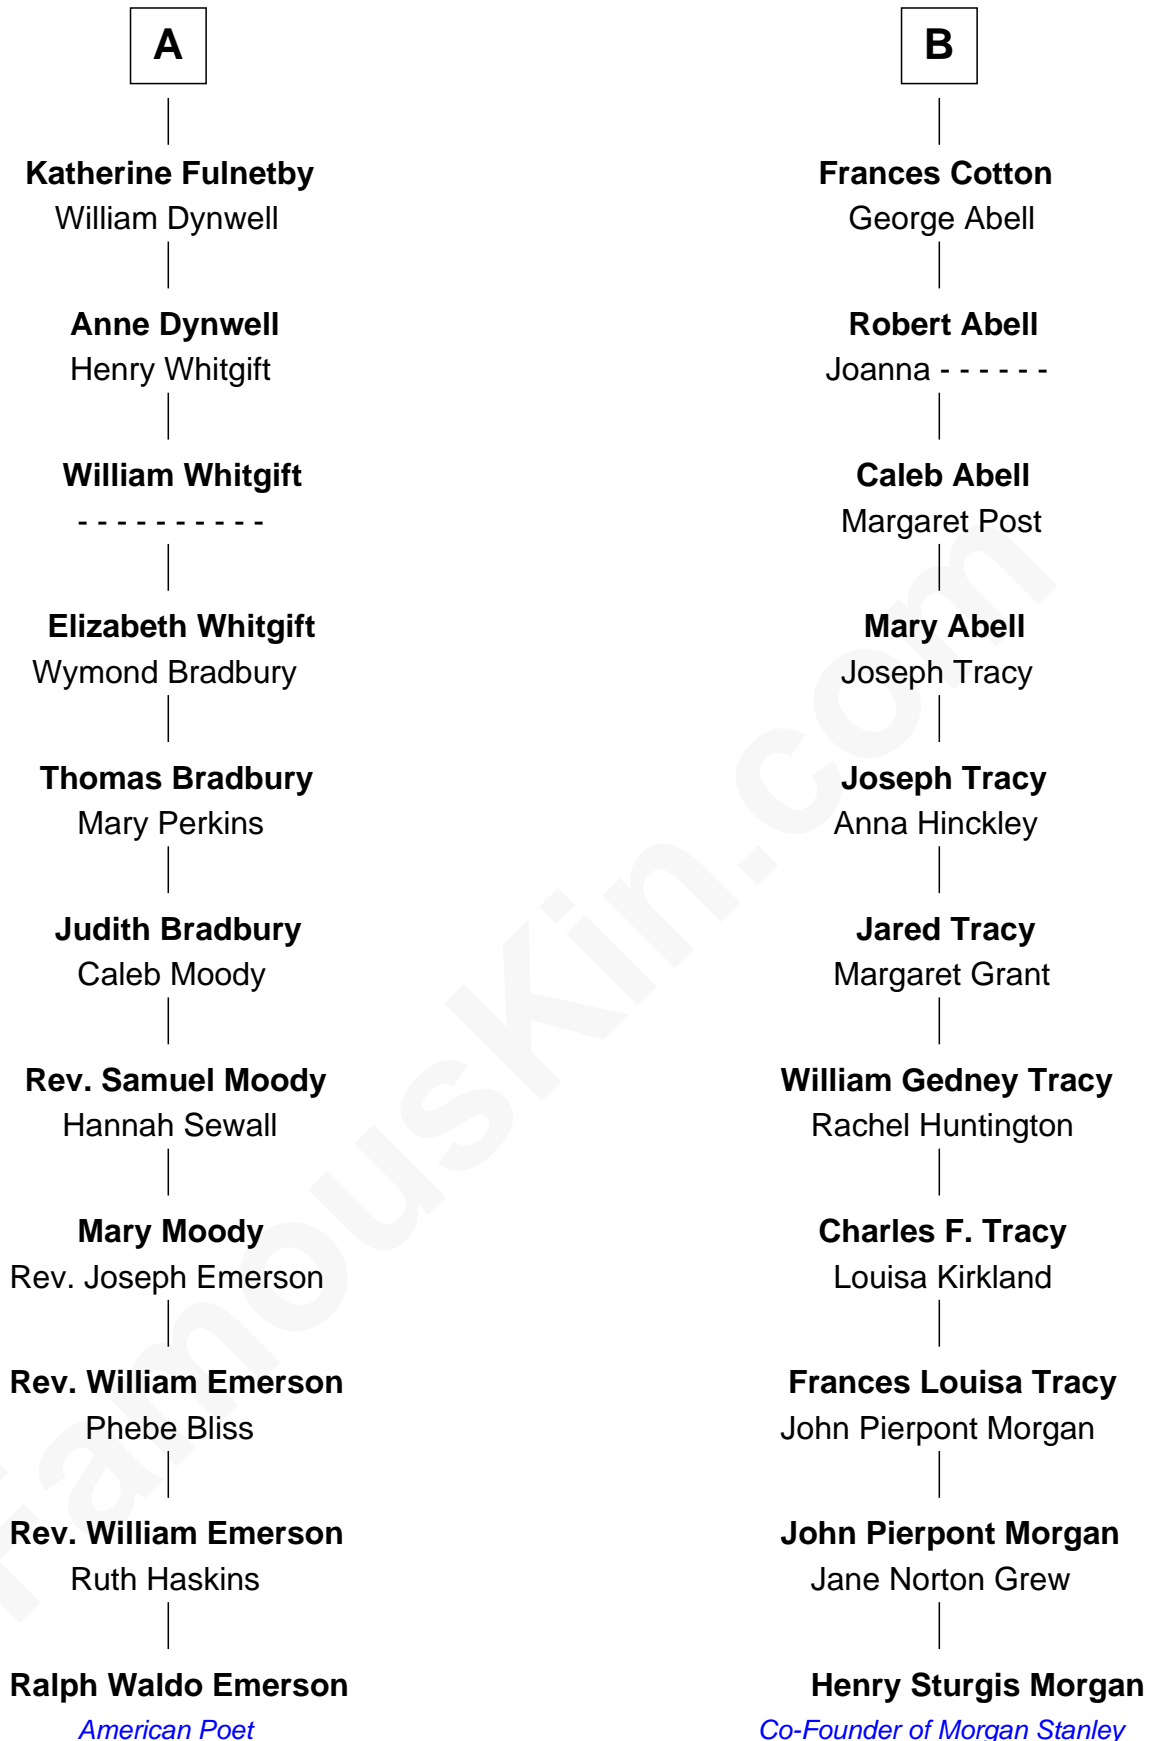 A
Katherine Fulnetby
William Dynwell
Anne Dynwell
Henry Whitgift
William Whitgift
- - - - - - - - - -
Elizabeth Whitgift
Wymond Bradbury
Thomas Bradbury
Mary Perkins
Judith Bradbury
Caleb Moody
Rev. Samuel Moody
Hannah Sewall
Mary Moody
Rev. Joseph Emerson
Rev. William Emerson
Phebe Bliss
Rev. William Emerson
Ruth Haskins
Ralph Waldo Emerson
American Poet
B
Frances Cotton
George Abell
Robert Abell
Joanna - - - - - -
Caleb Abell
Margaret Post
Mary Abell
Joseph Tracy
Joseph Tracy
Anna Hinckley
Jared Tracy
Margaret Grant
William Gedney Tracy
Rachel Huntington
Charles F. Tracy
Louisa Kirkland
Frances Louisa Tracy
John Pierpont Morgan
John Pierpont Morgan
Jane Norton Grew
Henry Sturgis Morgan
Co-Founder of Morgan Stanley
FamousKin.com